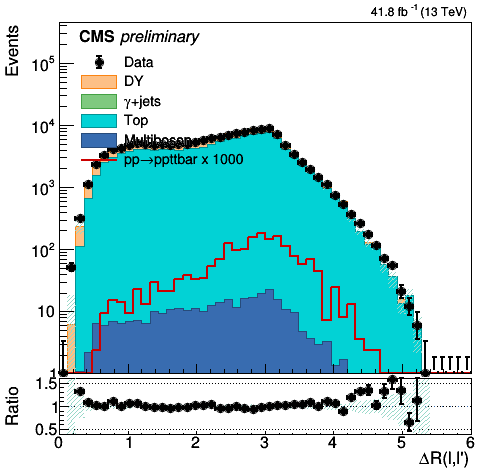 41.8 fb⁻¹ (13 TeV)
Events
CMS preliminary
Data
DY
γ+jets
Top
Multiboson
pp→ppttbar x 1000
10⁵
10⁴
10³
10²
10
1
Ratio
1.5
1
0.5
0 1 2 3 4 5 6
ΔR(l,l')